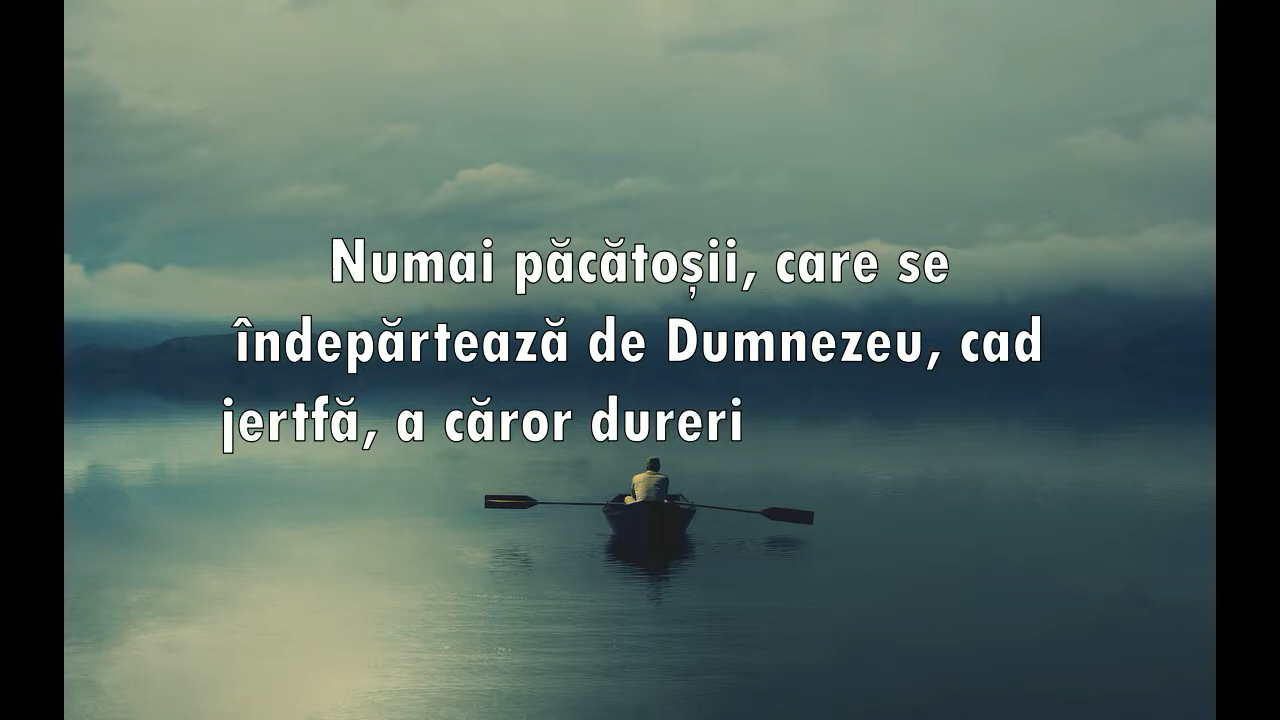 Numai păcătoșii, care se
îndepărtează de Dumnezeu, cad
jertfă, a căror dureri